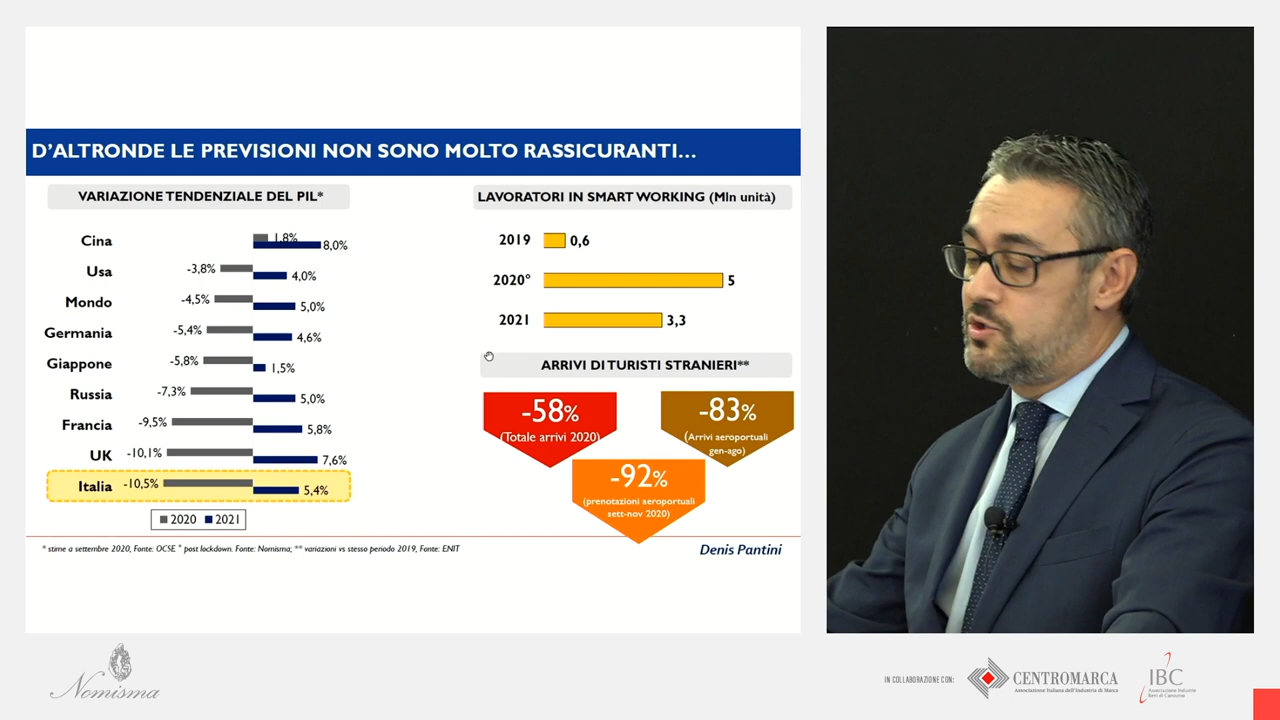 D'ALTRONDE LE PREVISIONI NON SONO MOLTO RASSICURANTI...
VARIAZIONE TENDENZIALE DEL PIL*
Cina 1,8% 8,0%
Usa -3,8% 4,0%
Mondo -4,5% 5,0%
Germania -5,4% 4,6%
Giappone -5,8% 1,5%
Russia -7,3% 5,0%
Francia -9,5% 5,8%
UK -10,1% 7,6%
Italia -10,5% 5,4%
2020 2021
LAVORATORI IN SMART WORKING (Mln unità)
2019 0,6
2020° 5
2021 3,3
ARRIVI DI TURISTI STRANIERI**
-58%
(Totale arrivi 2020)
-83%
(Arrivi aeroportuali
gen-ago)
-92%
(prenotazioni aeroportuali
sett-nov 2020)
* stime a settembre 2020, Fonte: OCSE ° post lockdown. Fonte: Nomisma; ** variazioni vs stesso periodo 2019, Fonte: ENIT
Denis Pantini
Nomisma
IN COLLABORAZIONE CON:
CENTROMARCA
Associazione Italiana dell'Industria di Marca
IBC
Associazione Industrie
Beni di Consumo